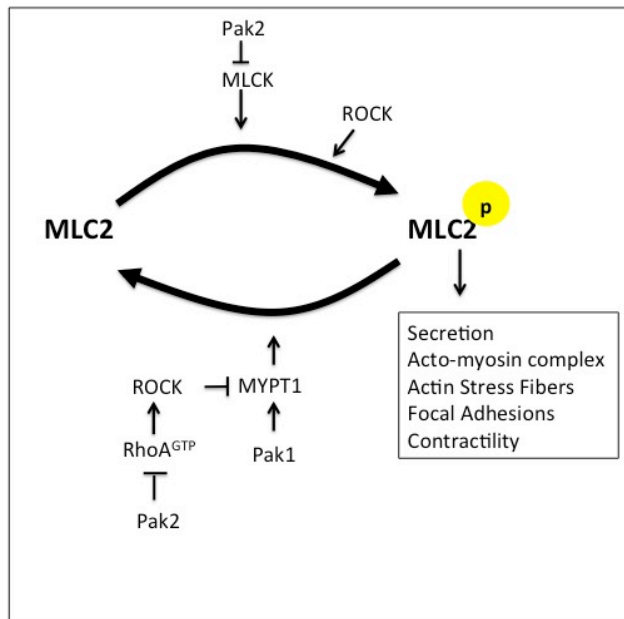 Pak2
MLCK
ROCK
MLC2
MLC2
p
Secretion
Acto-myosin complex
Actin Stress Fibers
Focal Adhesions
Contractility
ROCK
MYPT1
RhoAGTP
Pak1
Pak2